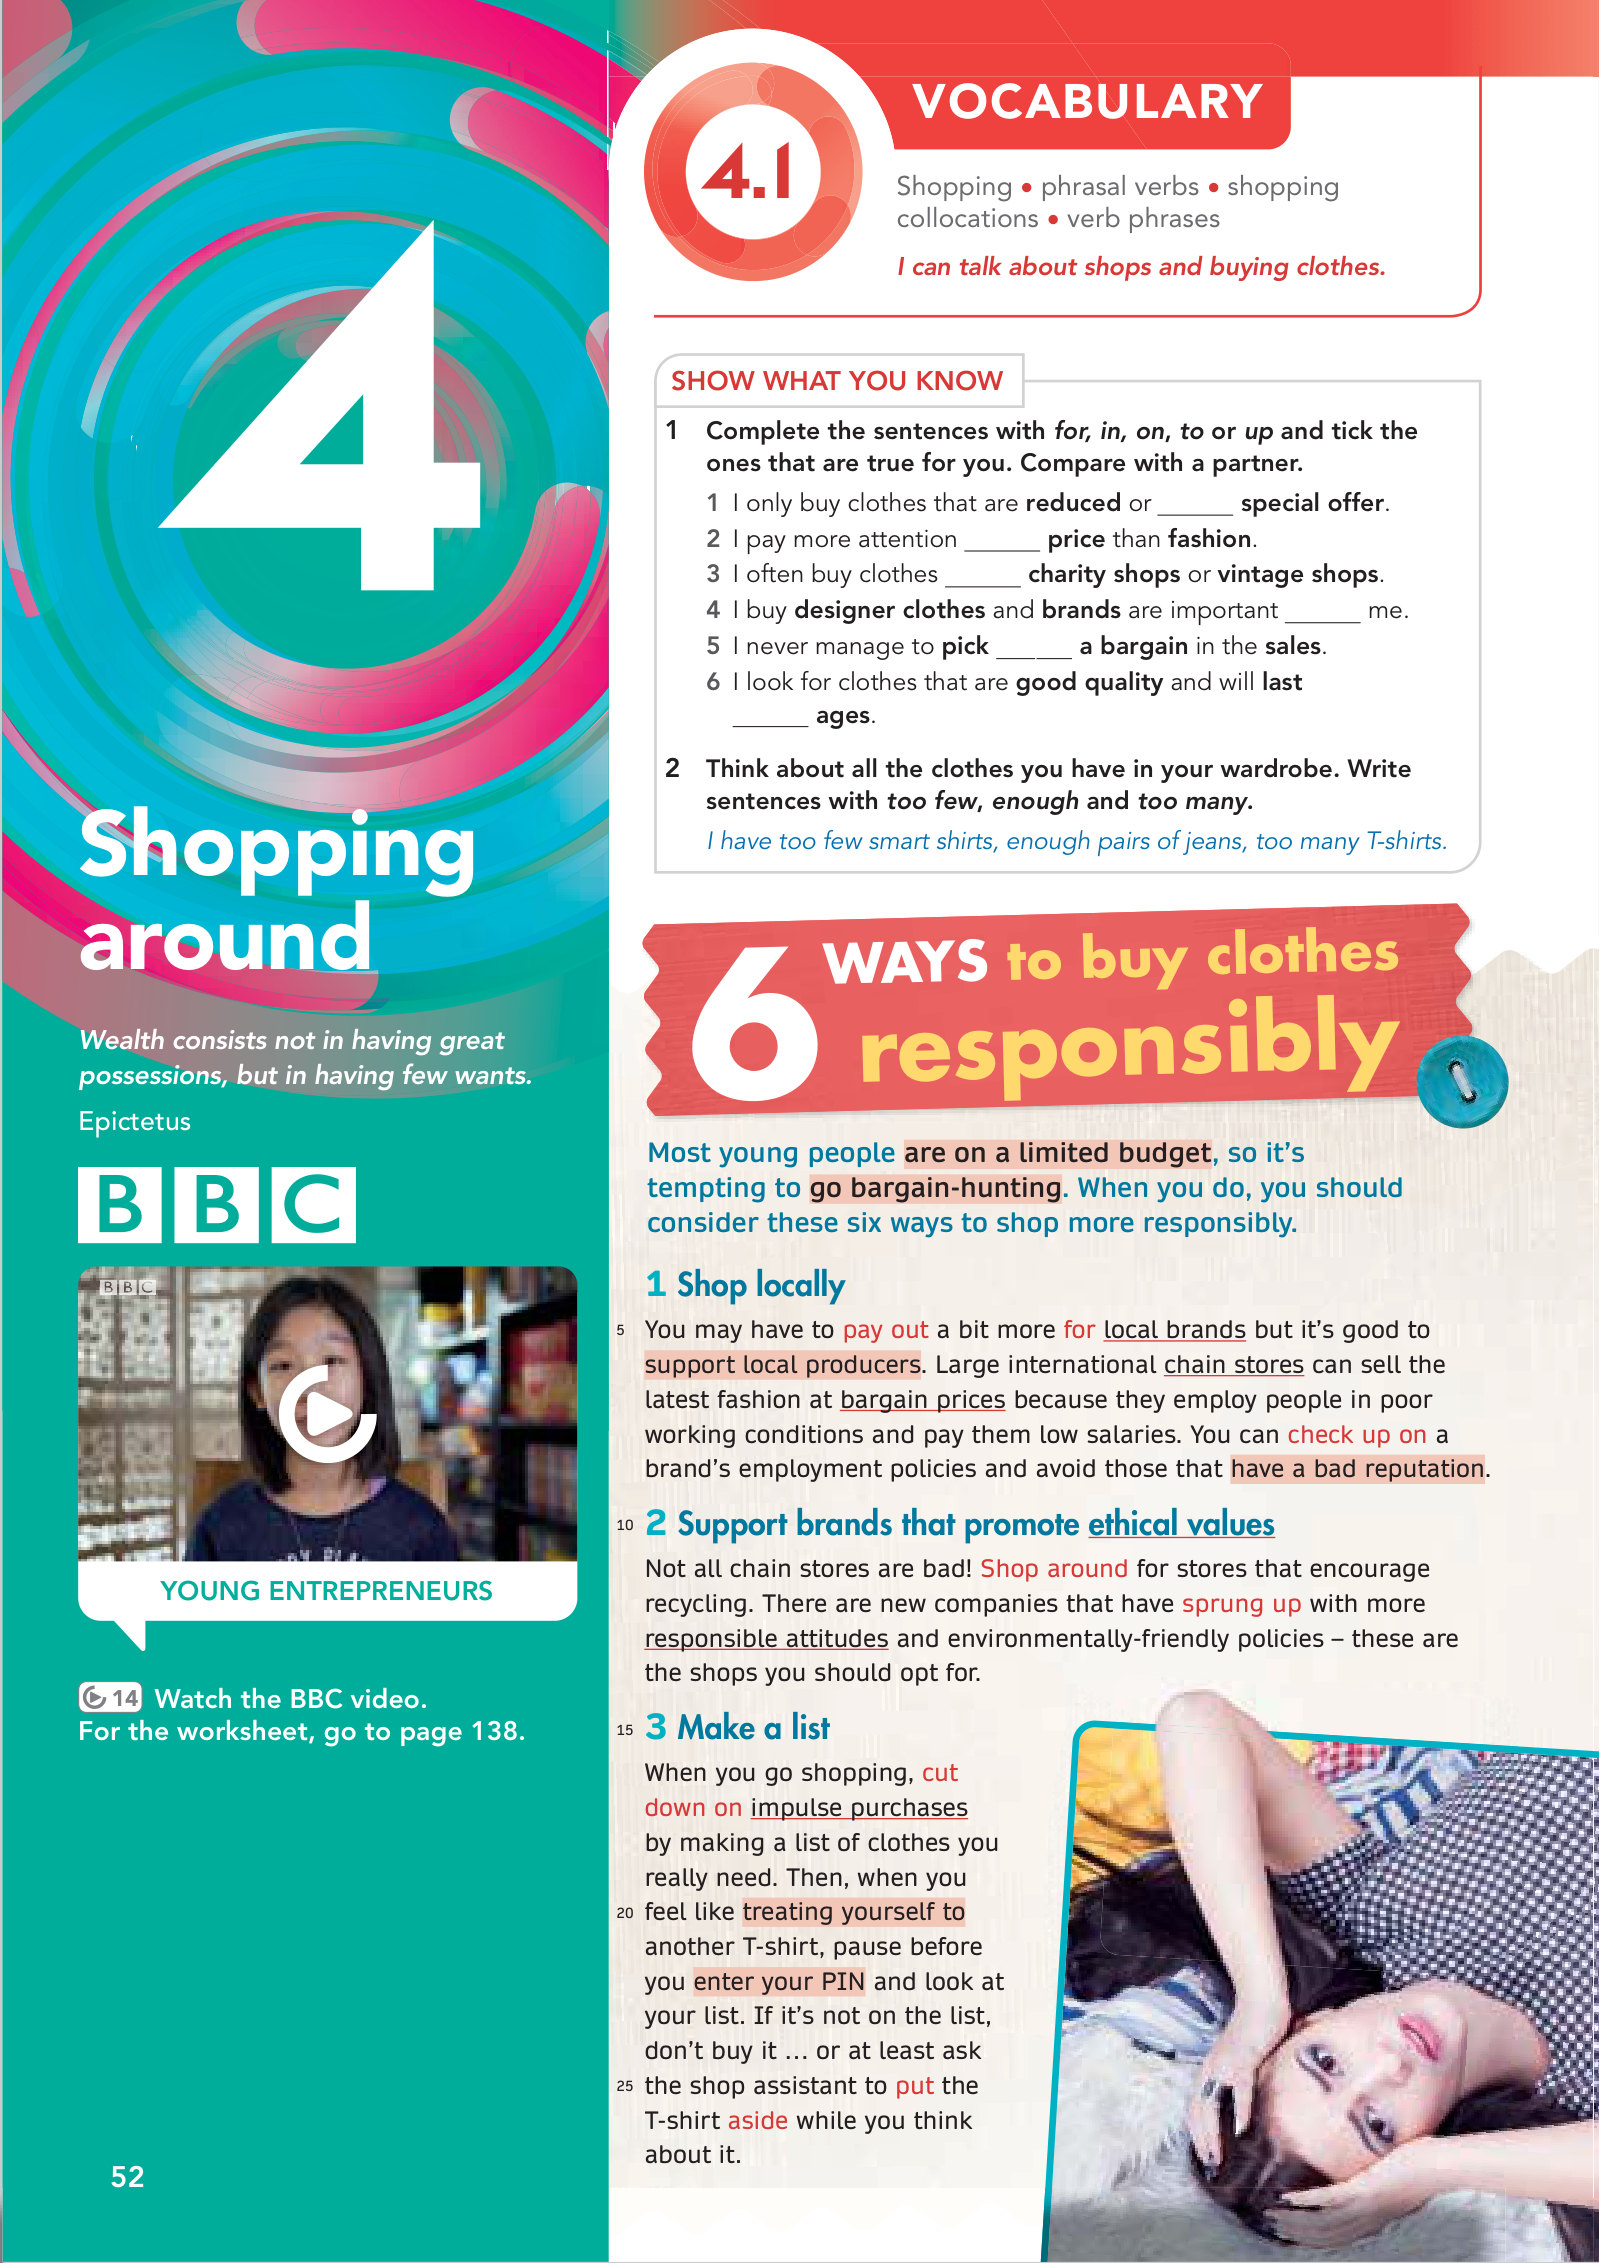 4
Shopping
around
Wealth consists not in having great
possessions, but in having few wants.
Epictetus
BBC
BBC
YOUNG ENTREPRENEURS
14 Watch the BBC video.
For the worksheet, go to page 138.
52
4.1
VOCABULARY
Shopping • phrasal verbs • shopping
collocations • verb phrases
I can talk about shops and buying clothes.
SHOW WHAT YOU KNOW
1 Complete the sentences with for, in, on, to or up and tick the
ones that are true for you. Compare with a partner.
1 I only buy clothes that are reduced or ______ special offer.
2 I pay more attention ______ price than fashion.
3 I often buy clothes ______ charity shops or vintage shops.
4 I buy designer clothes and brands are important ______ me.
5 I never manage to pick ______ a bargain in the sales.
6 I look for clothes that are good quality and will last
______ ages.
2 Think about all the clothes you have in your wardrobe. Write
sentences with too few, enough and too many.
I have too few smart shirts, enough pairs of jeans, too many T-shirts.
6 WAYS to buy clothes
responsibly
Most young people are on a limited budget, so it's
tempting to go bargain-hunting. When you do, you should
consider these six ways to shop more responsibly.
1 Shop locally
5 You may have to pay out a bit more for local brands but it's good to
support local producers. Large international chain stores can sell the
latest fashion at bargain prices because they employ people in poor
working conditions and pay them low salaries. You can check up on a
brand's employment policies and avoid those that have a bad reputation.
10 2 Support brands that promote ethical values
Not all chain stores are bad! Shop around for stores that encourage
recycling. There are new companies that have sprung up with more
responsible attitudes and environmentally-friendly policies – these are
the shops you should opt for.
15 3 Make a list
When you go shopping, cut
down on impulse purchases
by making a list of clothes you
really need. Then, when you
20 feel like treating yourself to
another T-shirt, pause before
you enter your PIN and look at
your list. If it's not on the list,
don't buy it … or at least ask
25 the shop assistant to put the
T-shirt aside while you think
about it.